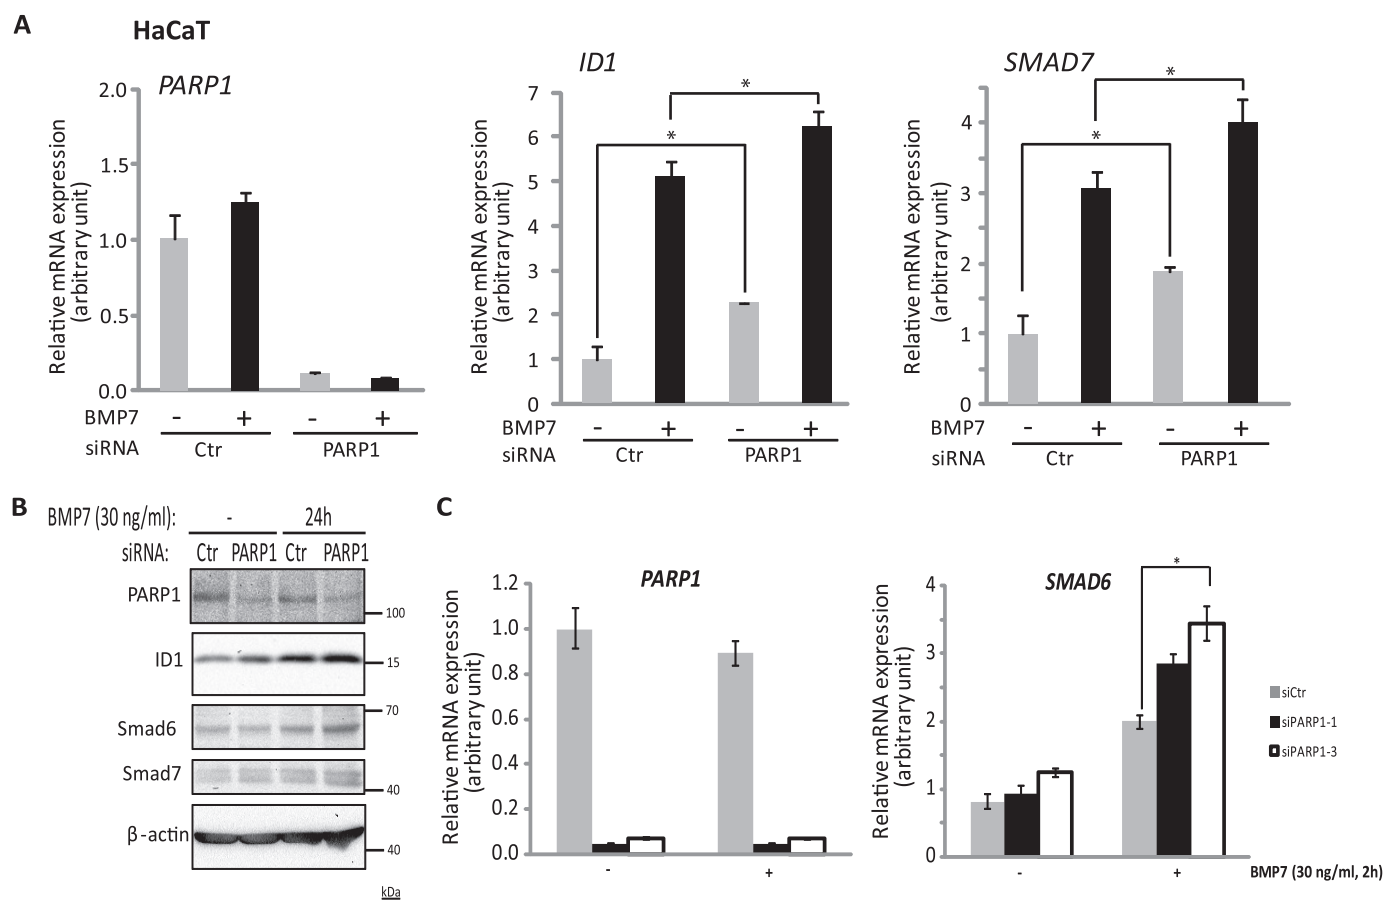 A
HaCaT
PARP1
Relative mRNA expression
(arbitrary unit)
2.0
1.5
1.0
0.5
0.0
BMP7 - + - +
siRNA Ctr PARP1
ID1
Relative mRNA expression
(arbitrary unit)
7
6
5
4
3
2
1
0
*
*
BMP7 - + - +
siRNA Ctr PARP1
SMAD7
Relative mRNA expression
(arbitrary unit)
4
3
2
1
0
*
*
BMP7 - + - +
siRNA Ctr PARP1
B
BMP7 (30 ng/ml): - 24h
siRNA: Ctr PARP1 Ctr PARP1
PARP1
100
ID1
15
70
Smad6
Smad7
40
β-actin
40
kDa
C
PARP1
Relative mRNA expression
(arbitrary unit)
1.2
1.0
0.8
0.6
0.4
0.2
0.0
- +
SMAD6
Relative mRNA expression
(arbitrary unit)
4
3
2
1
0
*
- + BMP7 (30 ng/ml, 2h)
siCtr
siPARP1-1
siPARP1-3